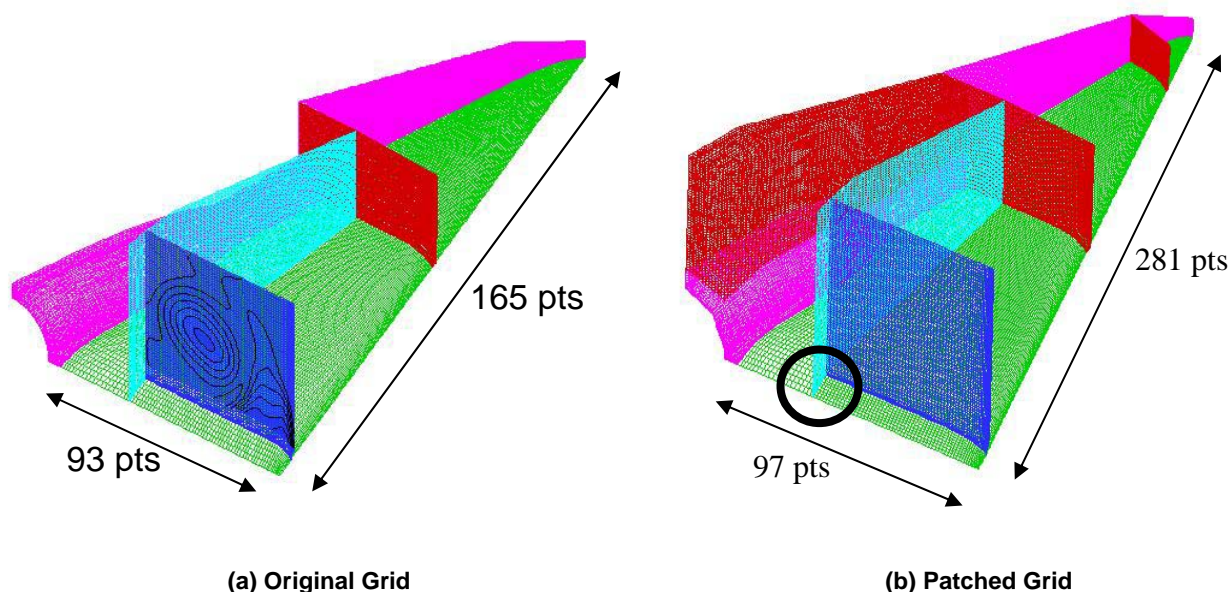 165 pts
93 pts
(a) Original Grid
281 pts
97 pts
(b) Patched Grid